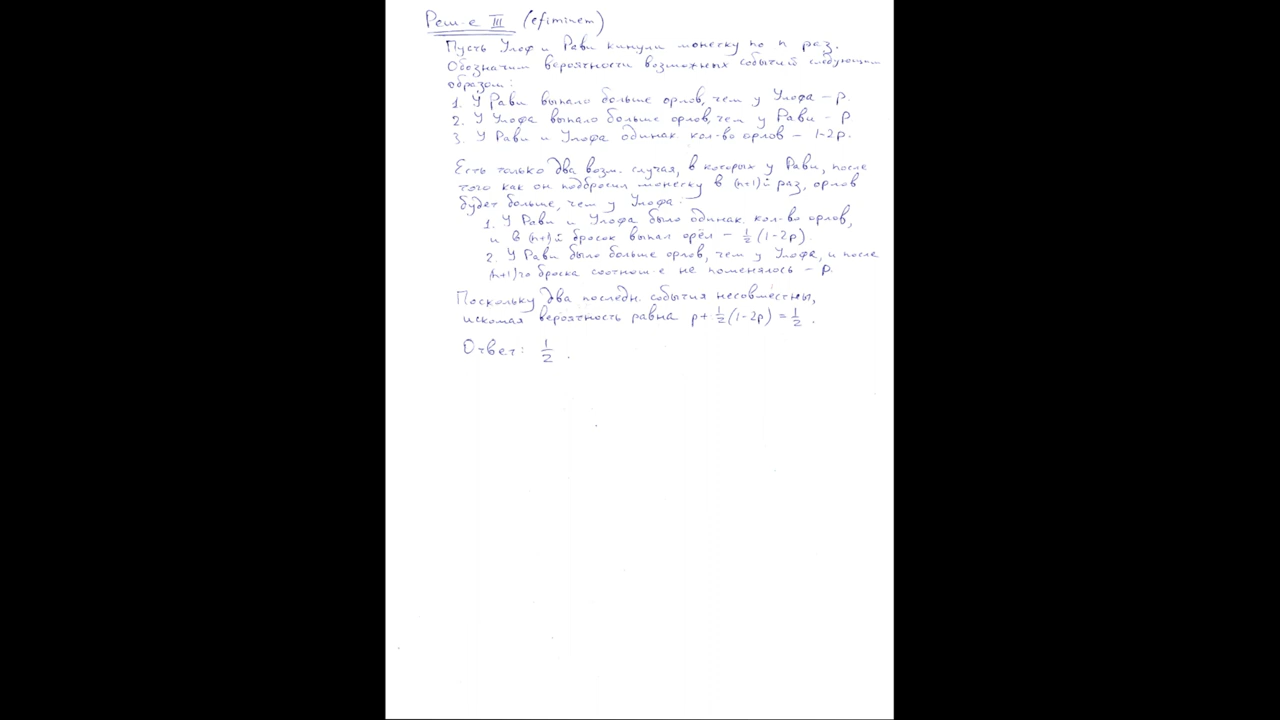 Реш-е III (efiminem)
Пусть Улоф и Рави кинули монетку по n раз.
Обозначим вероятности возможных событий следующим
образом:
1. У Рави выпало больше орлов, чем у Улофа – p.
2. У Улофа выпало больше орлов, чем у Рави – p
3. У Рави и Улофа одинак. кол-во орлов – 1-2p.
Есть только два возм. случая, в которых у Рави, после
того как он подбросил монетку в (n+1)й раз, орлов
будет больше, чем у Улофа:
1. У Рави и Улофа было одинак. кол-во орлов,
и в (n+1)й бросок выпал орёл – 1/2 (1-2p).
2. У Рави было больше орлов, чем у Улофа, и после
(n+1)го броска соотнош-е не поменялось – p.
Поскольку два последн. события несовместны,
искомая вероятность равна p + 1/2 (1-2p) = 1/2 .
Ответ: 1/2 .